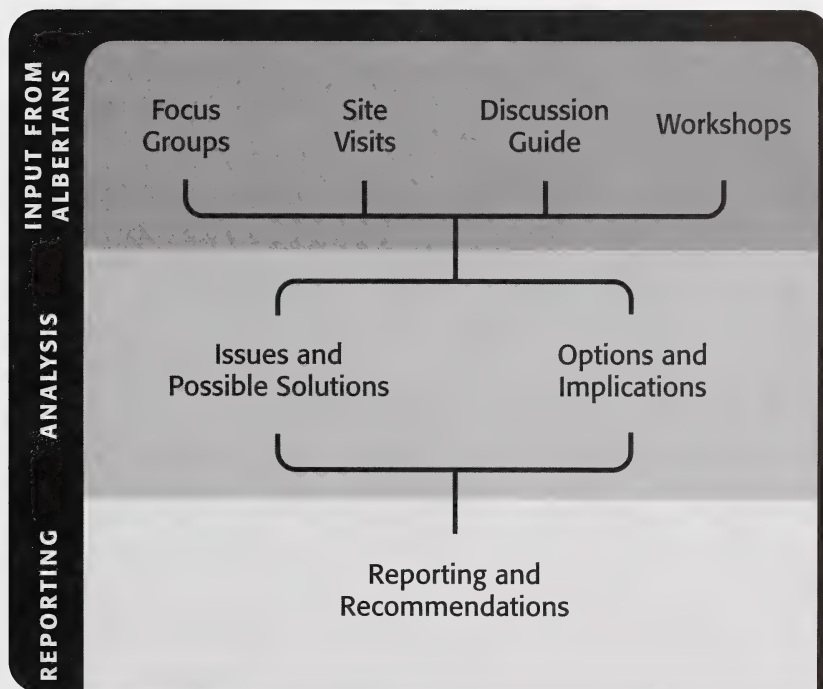 INPUT FROM
ALBERTANS
Focus
Groups
Site
Visits
Discussion
Guide
Workshops
ANALYSIS
Issues and
Possible Solutions
Options and
Implications
REPORTING
Reporting and
Recommendations